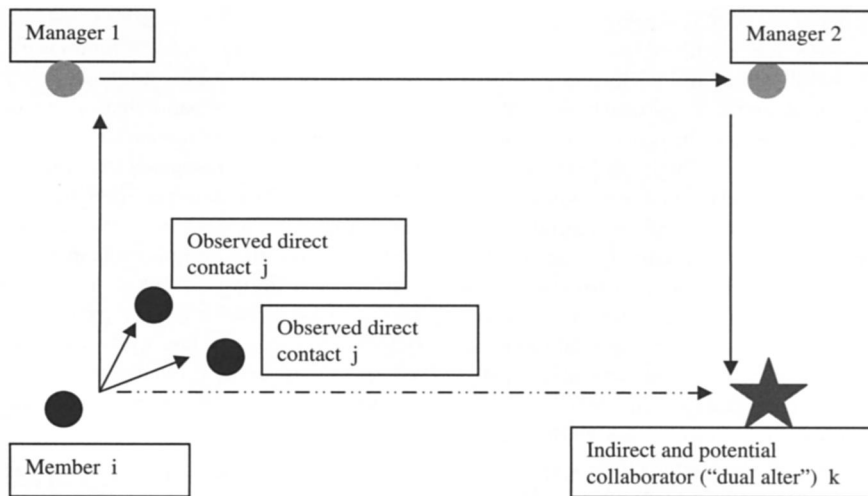 Manager 1
Manager 2
Observed direct
contact j
Observed direct
contact j
Member i
Indirect and potential
collaborator (“dual alter”) k